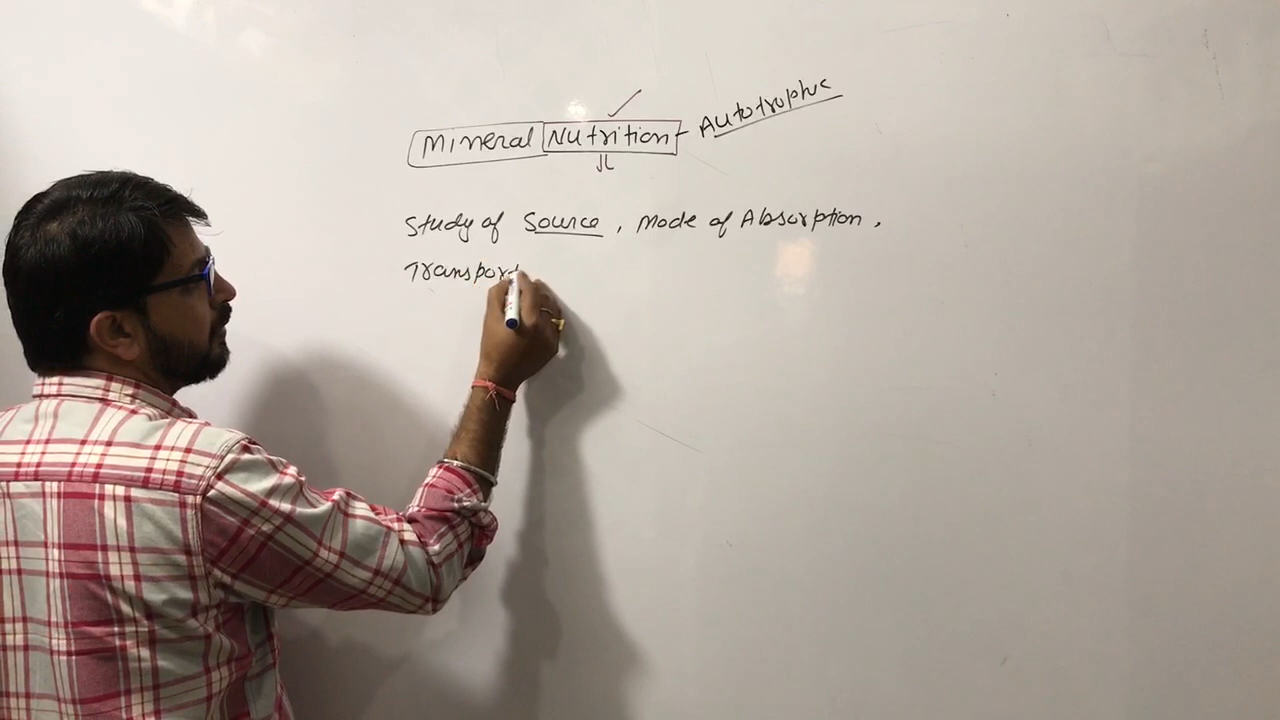 Mineral Nutrition - Autotrophic
Study of Source, Mode of Absorption,
Transport